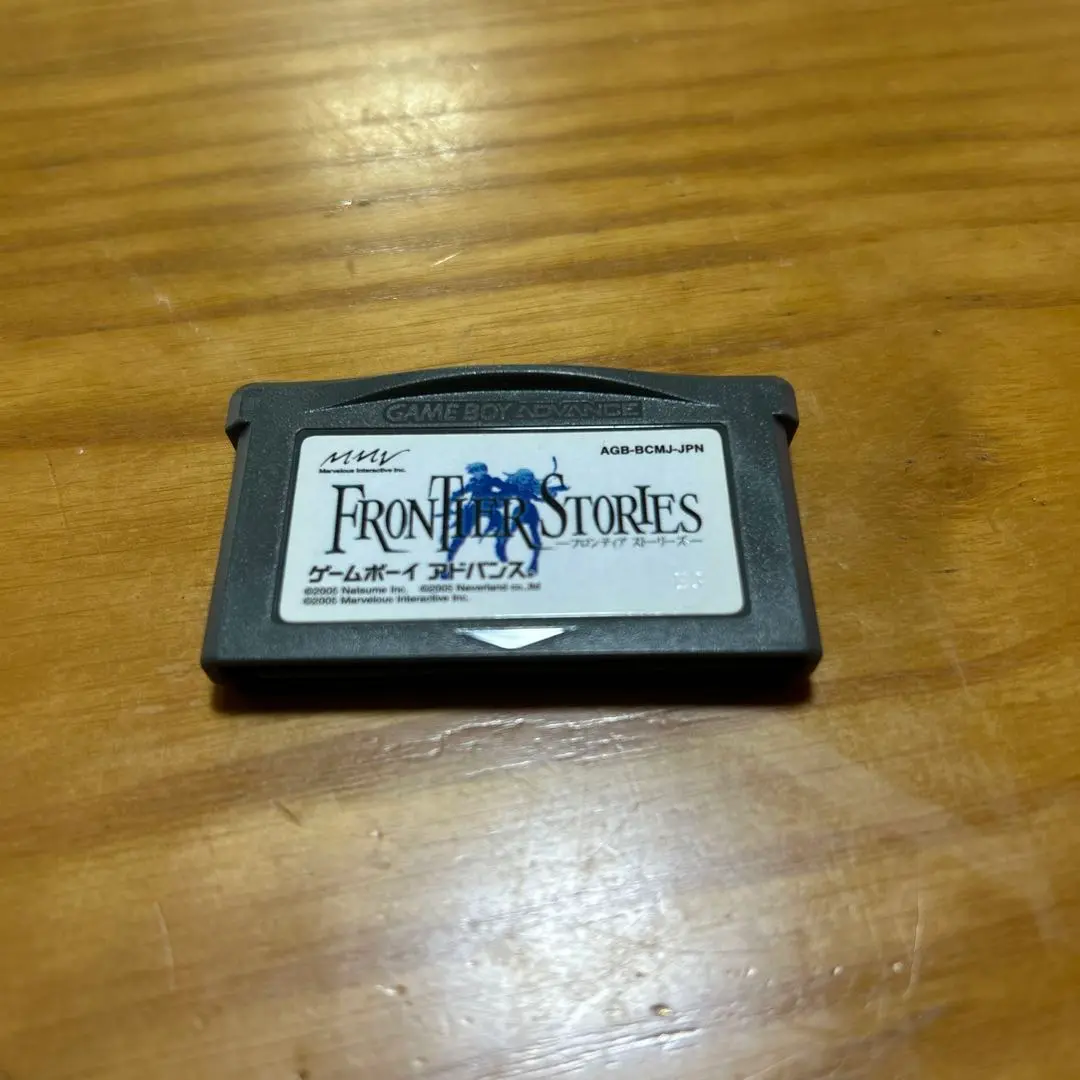 GAME BOY ADVANCE
MMV
Marvelous Interactive Inc.
AGB-BCMJ-JPN
FRONTIER STORIES
フロンティア ストーリーズ
ゲームボーイ アドバンス®
©2005 Natsume Inc. ©2005 Neverland co.,ltd
©2005 Marvelous Interactive Inc.